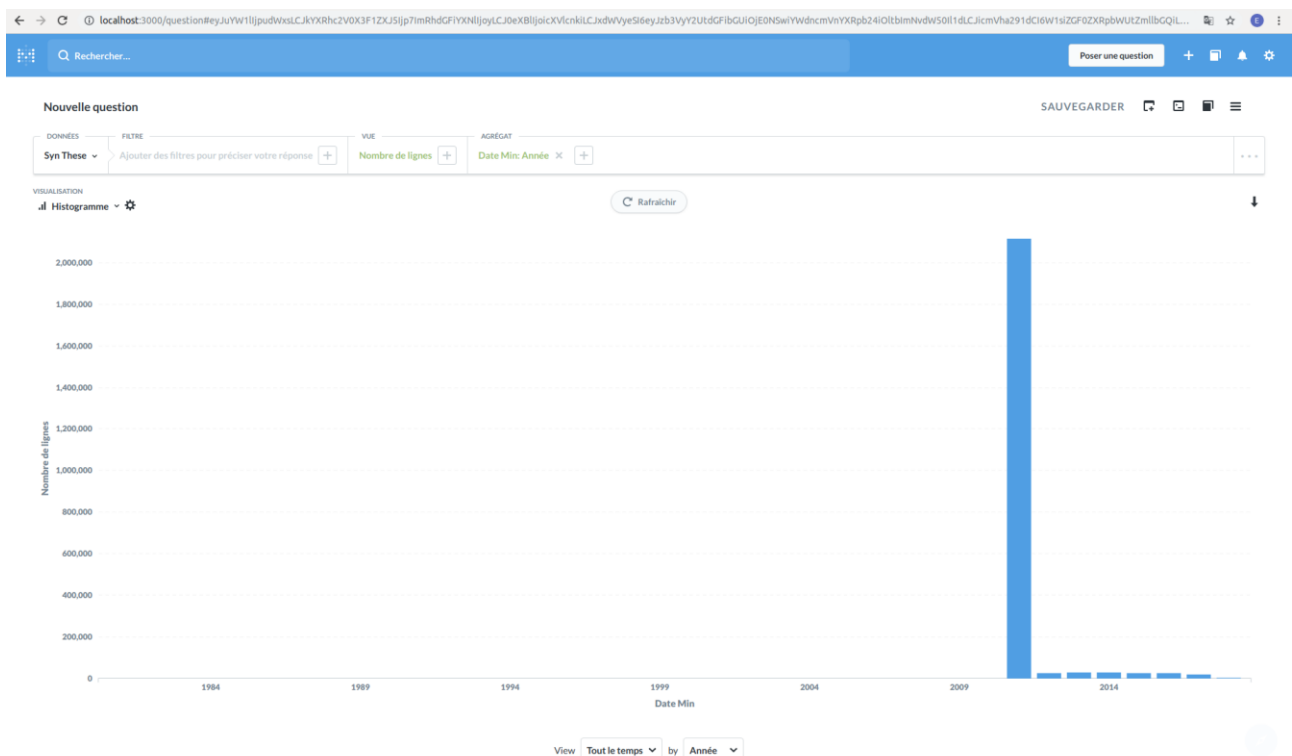 localhost:3000/question#eyJuYW1lIjpudWxsLCJkYXRhc2V0X3F1ZXJ5Ijp7ImRhdGFiYXNlIjoyLCJ0eXBlIjoicXVlcnkiLCJxdWVyeSI6eyJzb3VyY2UtdGFibGUiOjE0NSwiYWdncmVnYXRpb24iOltbImNvdW50Il1dLCJicmVha291dCI6W1siZGF0ZXRpbWUtZmllbGQiL...
E
Rechercher...
Poser une question
Nouvelle question
SAUVEGARDER
DONNÉES FILTRE VUE AGRÉGAT
Syn These Ajouter des filtres pour préciser votre réponse + Nombre de lignes + Date Min: Année × + ...
VISUALISATION
Histogramme
Rafraîchir
2,000,000
1,800,000
1,600,000
1,400,000
1,200,000
1,000,000
800,000
600,000
400,000
200,000
0
Nombre de lignes
1984 1989 1994 1999 2004 2009 2014
Date Min
View Tout le temps by Année